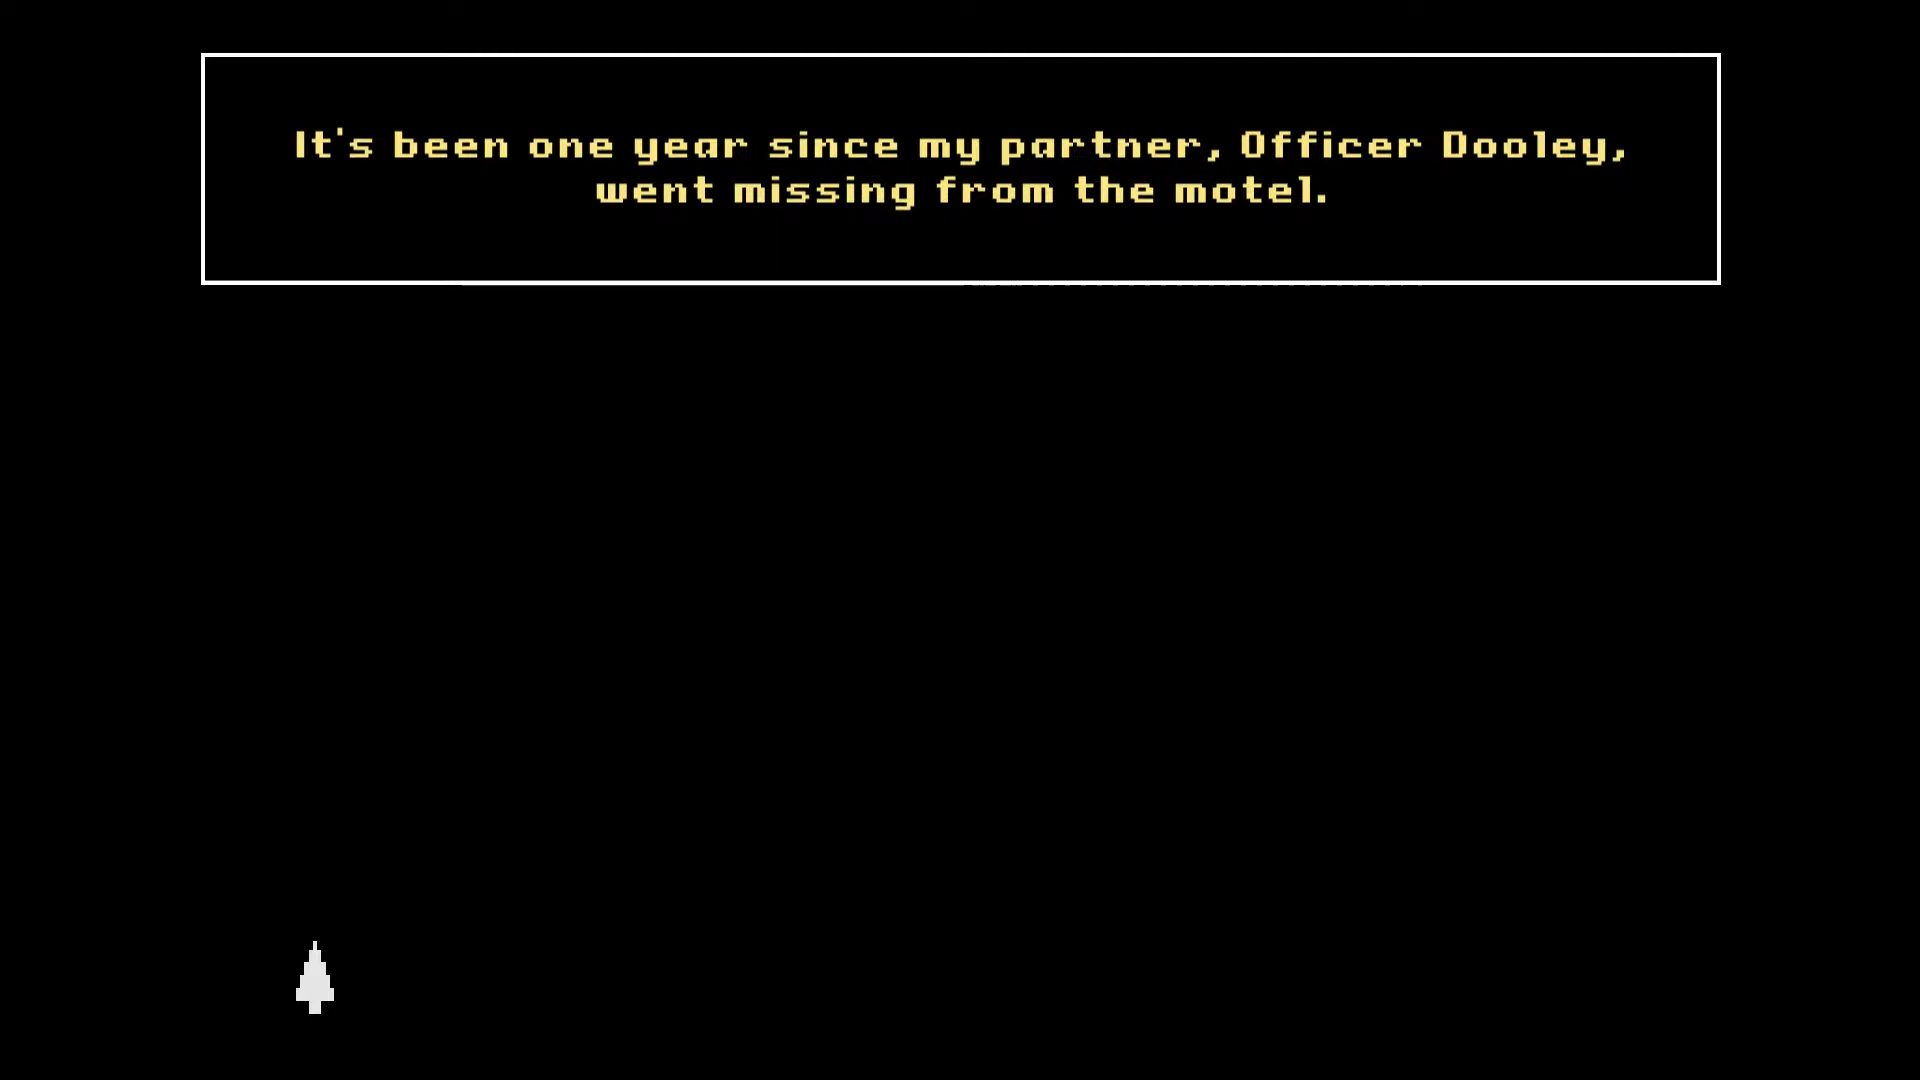 It's been one year since my partner, Officer Dooley,
went missing from the motel.